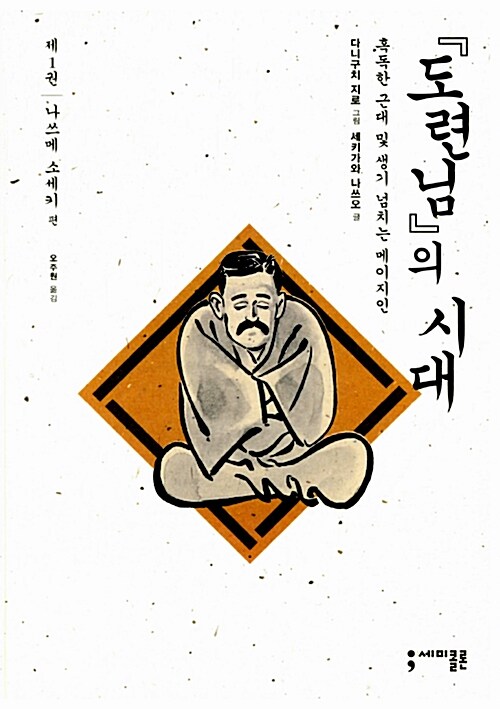 『도련님』의 시대
혹독한 근대 및 생기 넘치는 메이지인
다니구치 지로 그림 세키가와 나쓰오 글
제1권 | 나쓰메 소세키 편
오주원 옮김
세미콜론